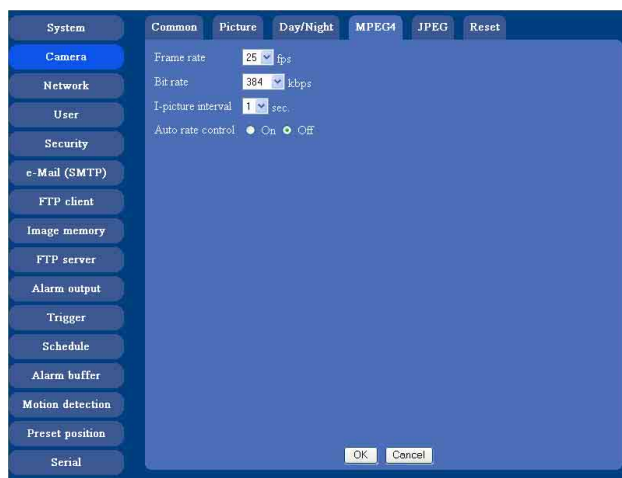 System
Camera
Network
User
Security
e-Mail (SMTP)
FTP client
Image memory
FTP server
Alarm output
Trigger
Schedule
Alarm buffer
Motion detection
Preset position
Serial
Common Picture Day/Night MPEG4 JPEG Reset
Frame rate 25 fps
Bit rate 384 kbps
I-picture interval 1 sec.
Auto rate control On Off
OK Cancel